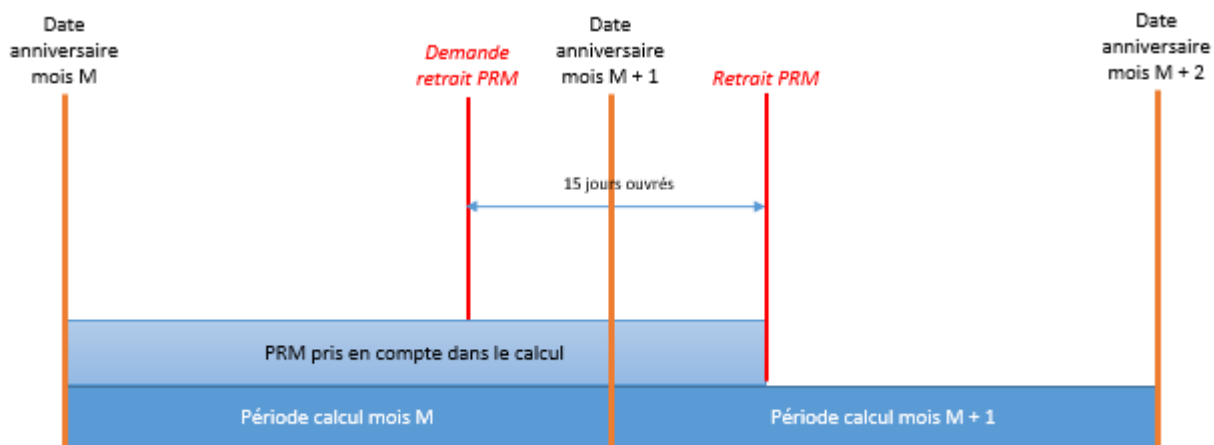 Date
anniversaire
mois M
Demande
retrait PRM
Date
anniversaire
mois M + 1
Retrait PRM
Date
anniversaire
mois M + 2
15 jours ouvrés
PRM pris en compte dans le calcul
Période calcul mois M
Période calcul mois M + 1